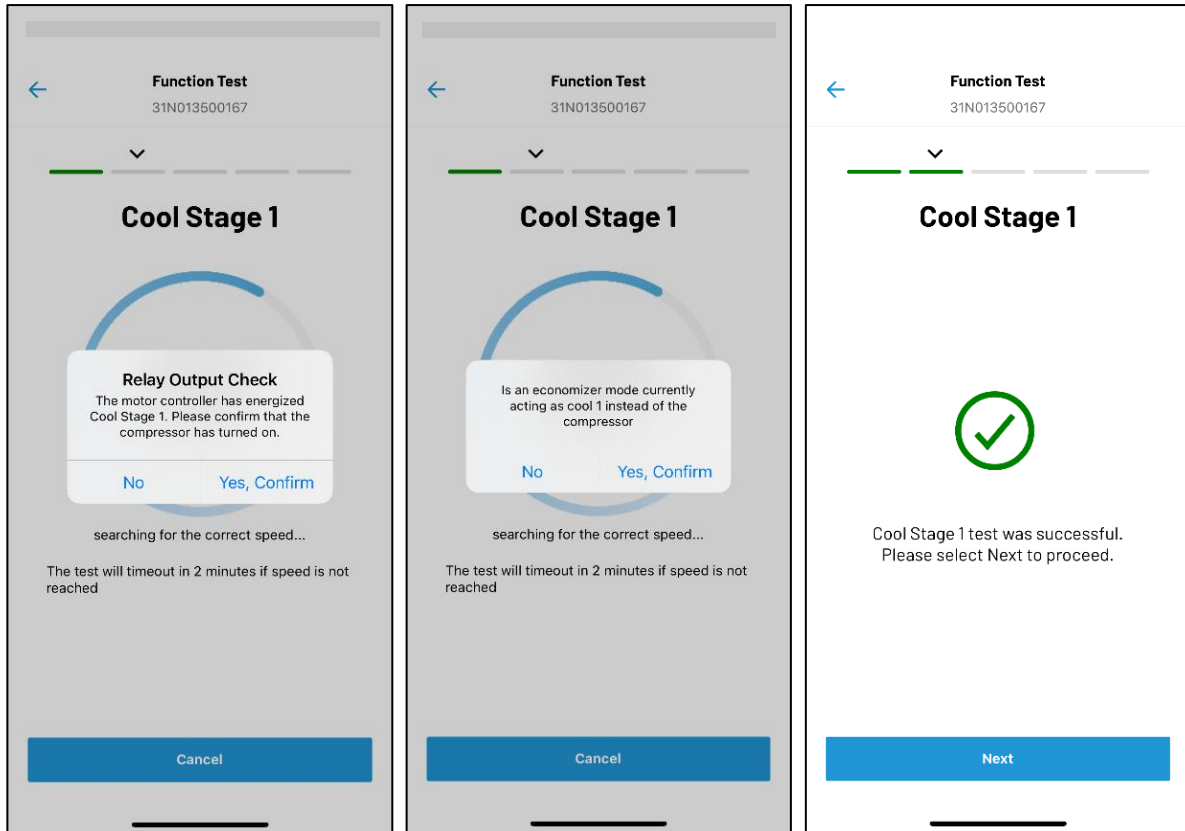 Function Test
31N013500167
Cool Stage 1
Relay Output Check
The motor controller has energized
Cool Stage 1. Please confirm that the
compressor has turned on.
No
Yes, Confirm
searching for the correct speed...
The test will timeout in 2 minutes if speed is not
reached
Cancel
Function Test
31N013500167
Cool Stage 1
Is an economizer mode currently
acting as cool 1 instead of the
compressor
No
Yes, Confirm
searching for the correct speed...
The test will timeout in 2 minutes if speed is not
reached
Cancel
Function Test
31N013500167
Cool Stage 1
Cool Stage 1 test was successful.
Please select Next to proceed.
Next